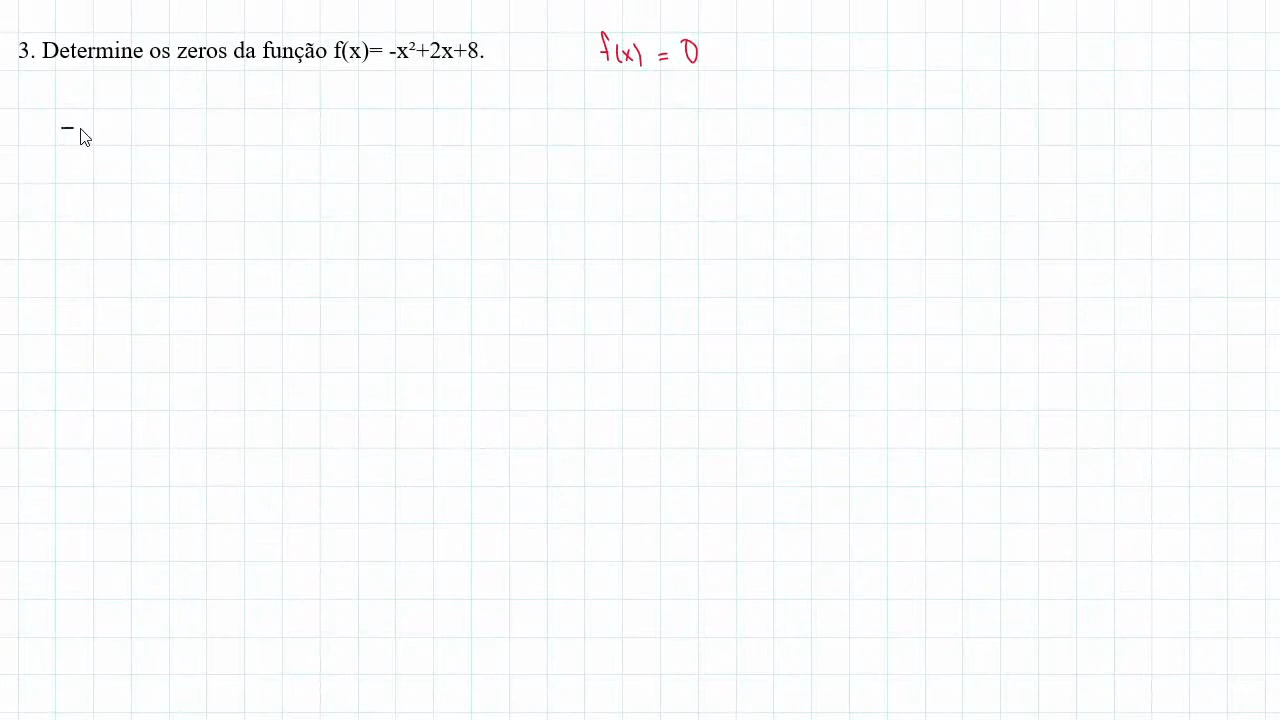 3. Determine os zeros da função f(x)= -x²+2x+8. f(x) = 0
-